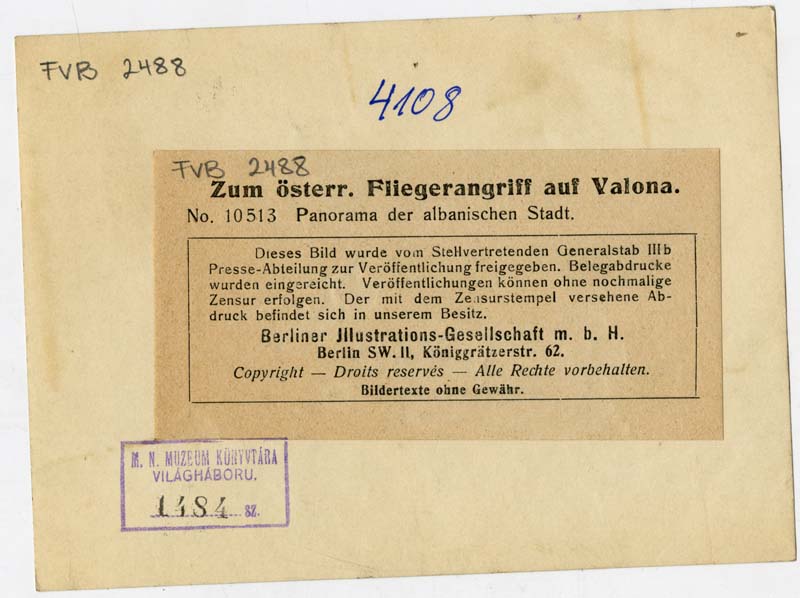 FVB 2488
4108
FVB 2488
Zum österr. Fliegerangriff auf Valona.
No. 10513 Panorama der albanischen Stadt.
Dieses Bild wurde vom Stellvertretenden Generalstab IIIb
Presse-Abteilung zur Veröffentlichung freigegeben. Belegabdrucke
wurden eingereicht. Veröffentlichungen können ohne nochmalige
Zensur erfolgen. Der mit dem Zensurstempel versehene Ab-
druck befindet sich in unserem Besitz.
Berliner Jllustrations-Gesellschaft m. b. H.
Berlin SW. 11, Königgrätzerstr. 62.
Copyright — Droits reservés — Alle Rechte vorbehalten.
Bildertexte ohne Gewähr.
M. N. MUZEUM KÖNYVTÁRA
VILÁGHÁBORU.
1484 sz.